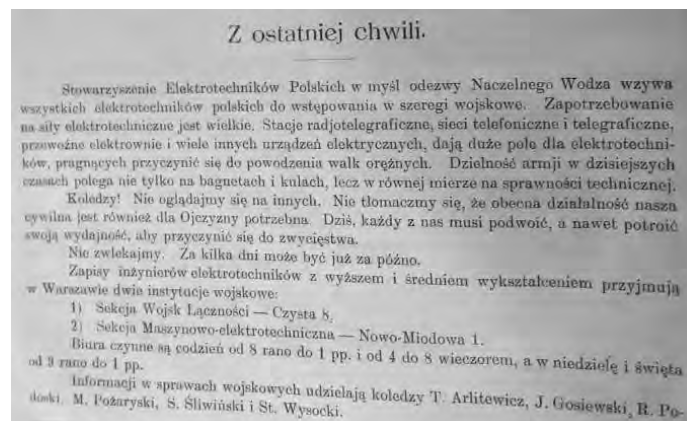 Z ostatniej chwili.
Stowarzyszenie Elektrotechników Polskich w myśl odezwy Naczelnego Wodza wzywa
wszystkich elektrotechników polskich do wstępowania w szeregi wojskowe. Zapotrzebowanie
na siły elektrotechniczne jest wielkie. Stacje radjotelegraficzne, sieci telefoniczne i telegraficzne,
przewoźne elektrownie i wiele innych urządzeń elektrycznych, dają duże pole dla elektrotechni-
ków, pragnących przyczynić się do powodzenia walk orężnych. Dzielność armji w dzisiejszych
czasach polega nie tylko na bagnetach i kulach, lecz w równej mierze na sprawności technicznej.
Koledzy! Nie oglądajmy się na innych. Nie tłomaczmy się, że obecna działalność nasza
cywilna jest również dla Ojczyzny potrzebna. Dziś, każdy z nas musi podwoić, a nawet potroić
swoją wydajność, aby przyczynić się do zwycięstwa.
Nie zwlekajmy. Za kilka dni może być już za późno.
Zapisy inżynierów elektrotechników z wyższem i średniem wykształceniem przyjmują
w Warszawie dwie instytucje wojskowe:
1) Sekcja Wojsk Łączności — Czysta 8,
2) Sekcja Maszynowo-elektrotechniczna — Nowo-Miodowa 1.
Biura czynne są codzień od 8 rano do 1 pp. i od 4 do 8 wieczorem, a w niedzielę i święta
od 9 rano do 1 pp.
Informacji w sprawach wojskowych udzielają koledzy T. Arlitewicz, J. Gosiewski, R. Po-
doski, M. Pożaryski, S. Śliwiński i St. Wysocki.